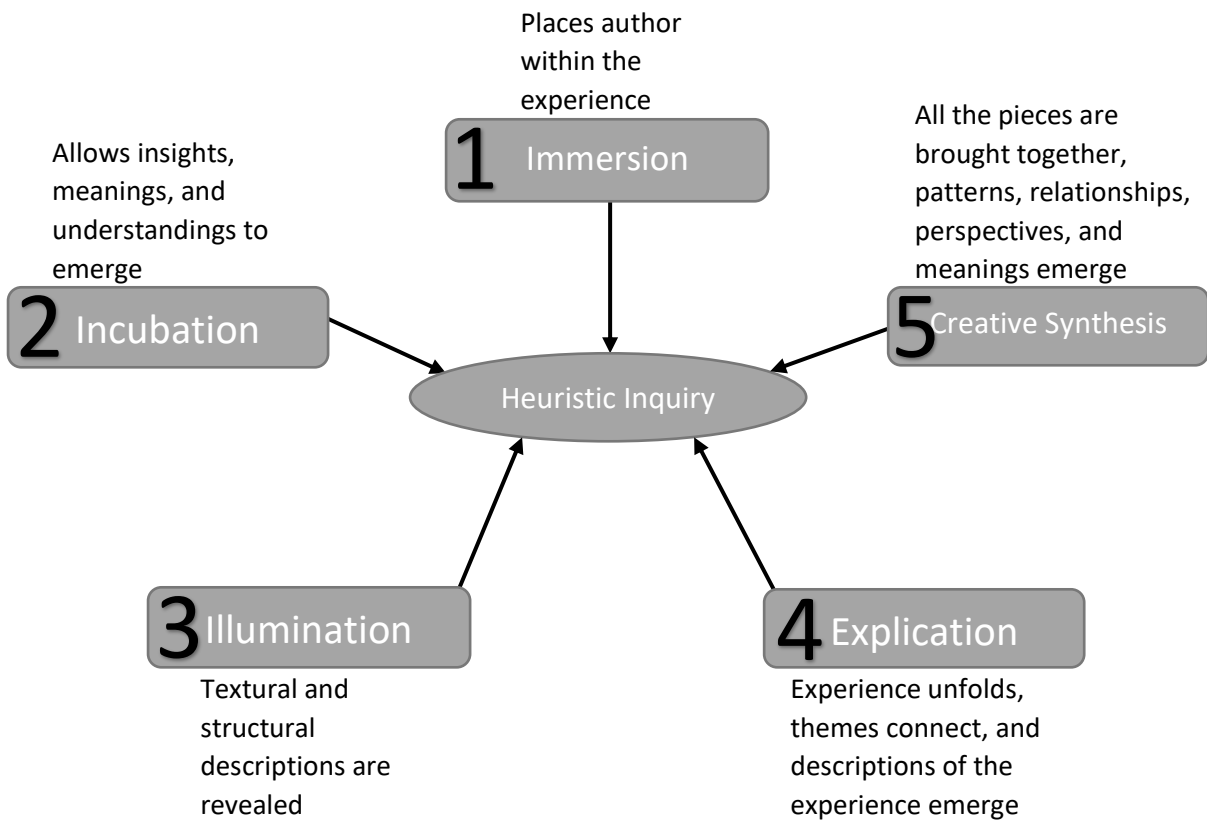 Places author
within the
experience
1 Immersion
Allows insights,
meanings, and
understandings to
emerge
2 Incubation
All the pieces are
brought together,
patterns, relationships,
perspectives, and
meanings emerge
5 Creative Synthesis
Heuristic Inquiry
3 Illumination
Textural and
structural
descriptions are
revealed
4 Explication
Experience unfolds,
themes connect, and
descriptions of the
experience emerge